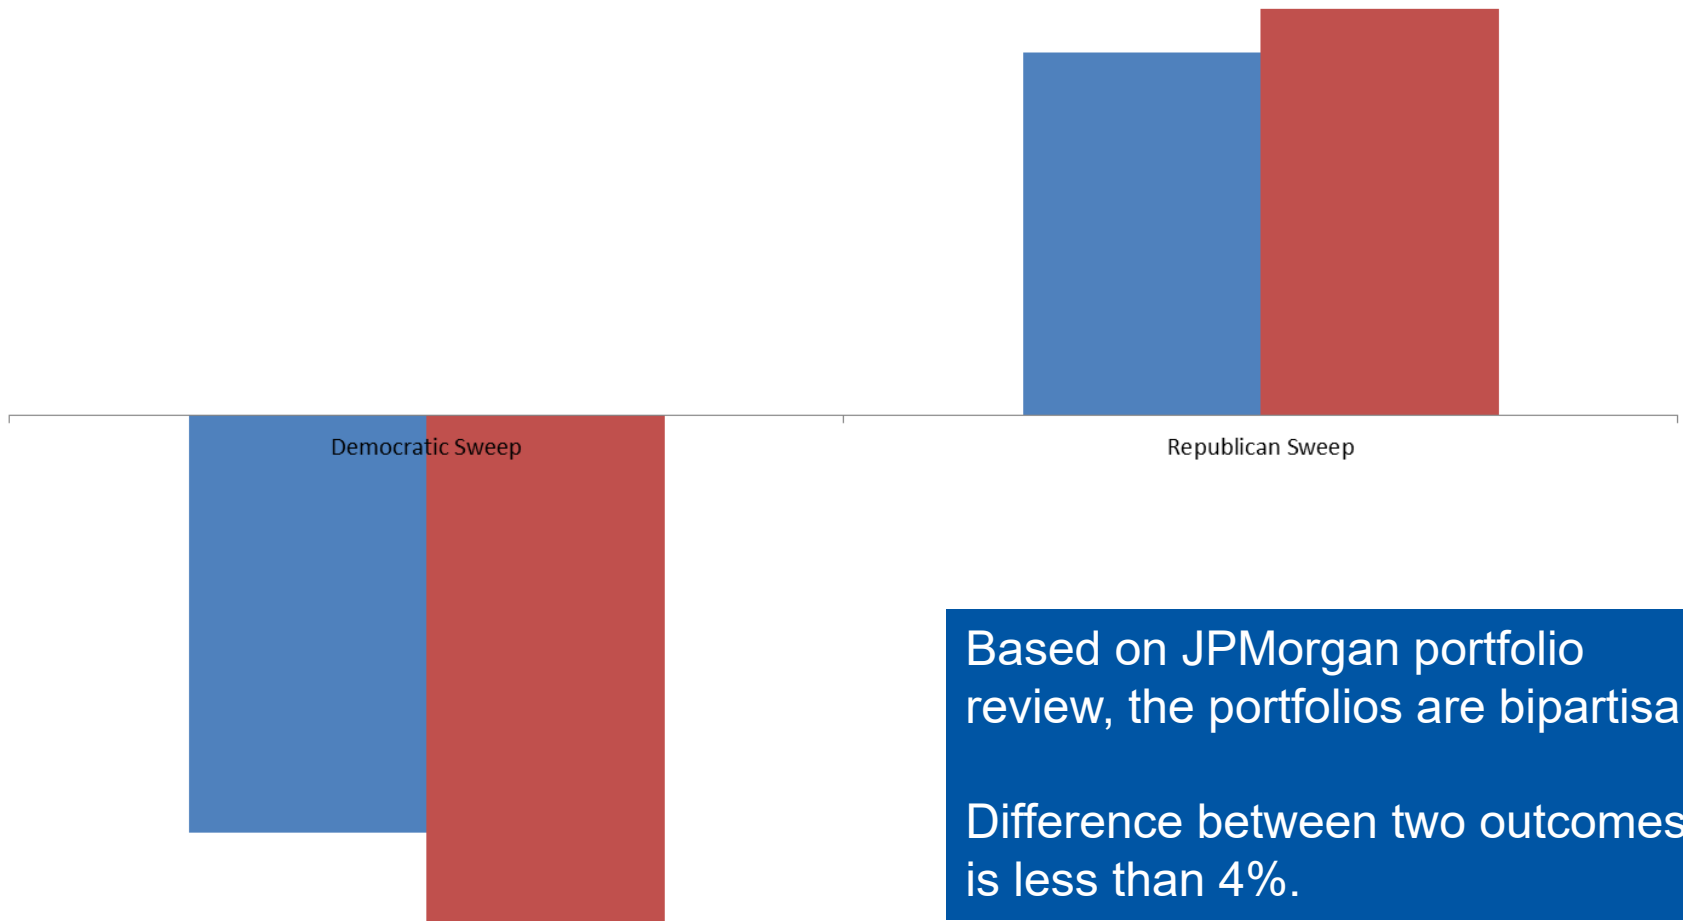 Democratic Sweep
Republican Sweep
Based on JPMorgan portfolio
review, the portfolios are bipartisa
Difference between two outcomes
is less than 4%.